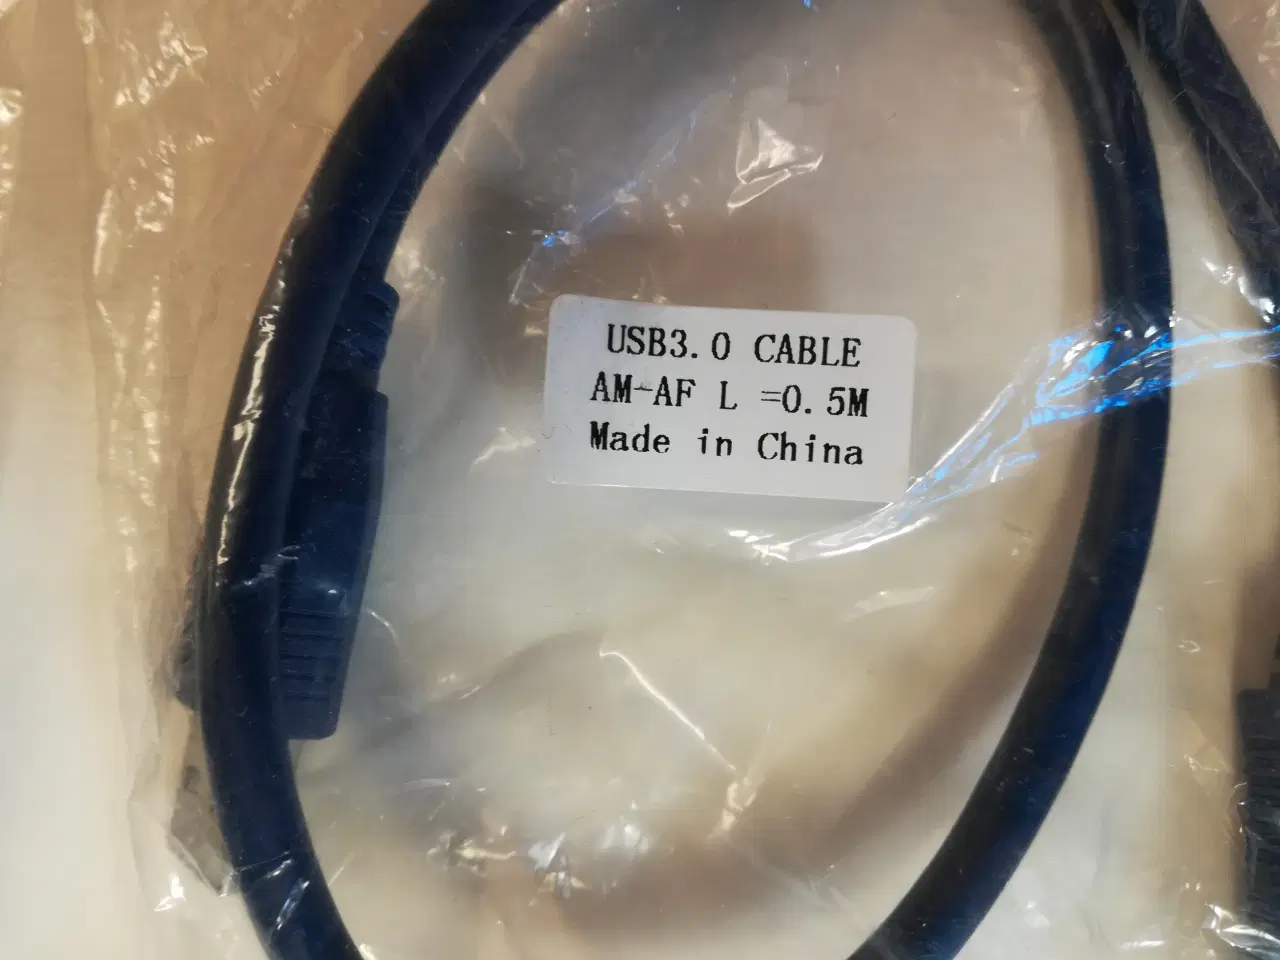 USB3.0 CABLE
AM-AF L =0.5M
Made in China